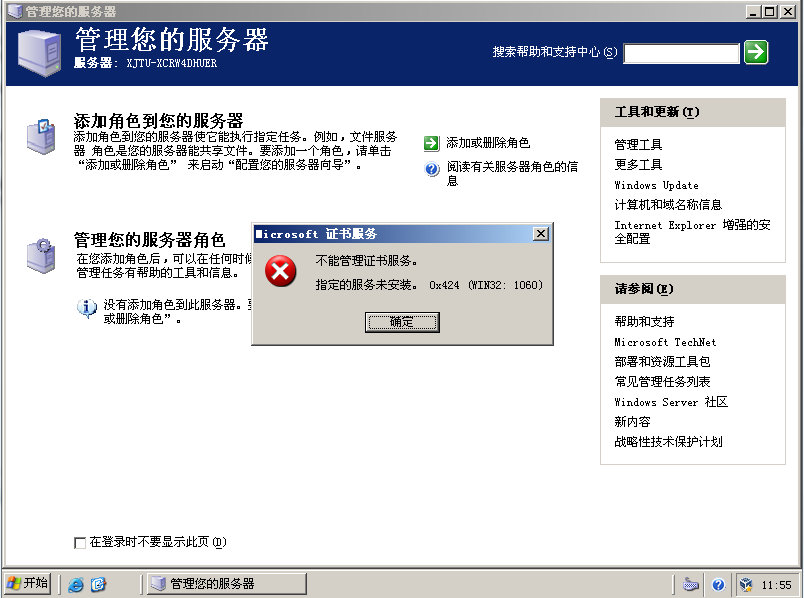 管理您的服务器
管理您的服务器
服务器: XJTU-XCRW4DHUER
搜索帮助和支持中心(S)
添加角色到您的服务器
添加角色到您的服务器使它能执行指定任务。例如,文件服务
器 角色是您的服务器能共享文件。要添加一个角色,请单击
“添加或删除角色” 来启动“配置您的服务器向导”。
添加或删除角色
阅读有关服务器角色的信
息
管理您的服务器角色
在您添加角色后,可以在任何时候
管理任务有帮助的工具和信息。
没有添加角色到此服务器。要
或删除角色”。
Microsoft 证书服务
不能管理证书服务。
指定的服务未安装。 0x424 (WIN32: 1060)
确定
工具和更新(T)
管理工具
更多工具
Windows Update
计算机和域名称信息
Internet Explorer 增强的安
全配置
请参阅(E)
帮助和支持
Microsoft TechNet
部署和资源工具包
常见管理任务列表
Windows Server 社区
新内容
战略性技术保护计划
在登录时不要显示此页(D)
开始
管理您的服务器
11:55